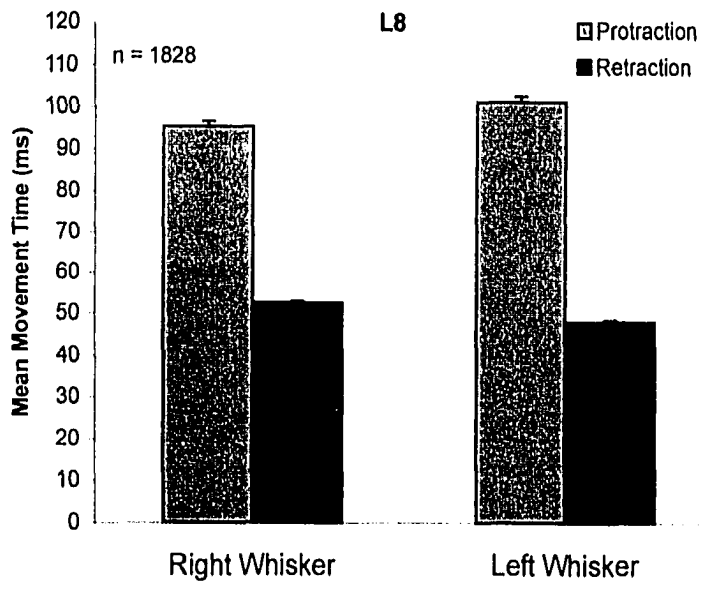 L8
n = 1828
Protraction
Retraction
Mean Movement Time (ms)
120
110
100
90
80
70
60
50
40
30
20
10
0
Right Whisker
Left Whisker